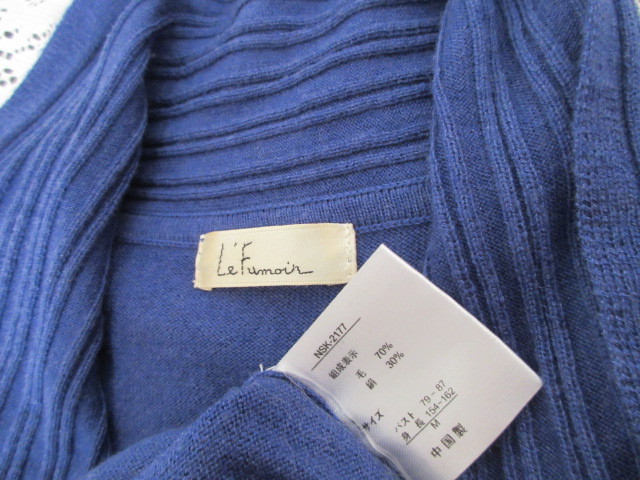 Le Fumoir
NSK-2177
組成表示
毛 70%
絹 30%
サイズ
バスト 79-87
身長 154-162
M
中国製